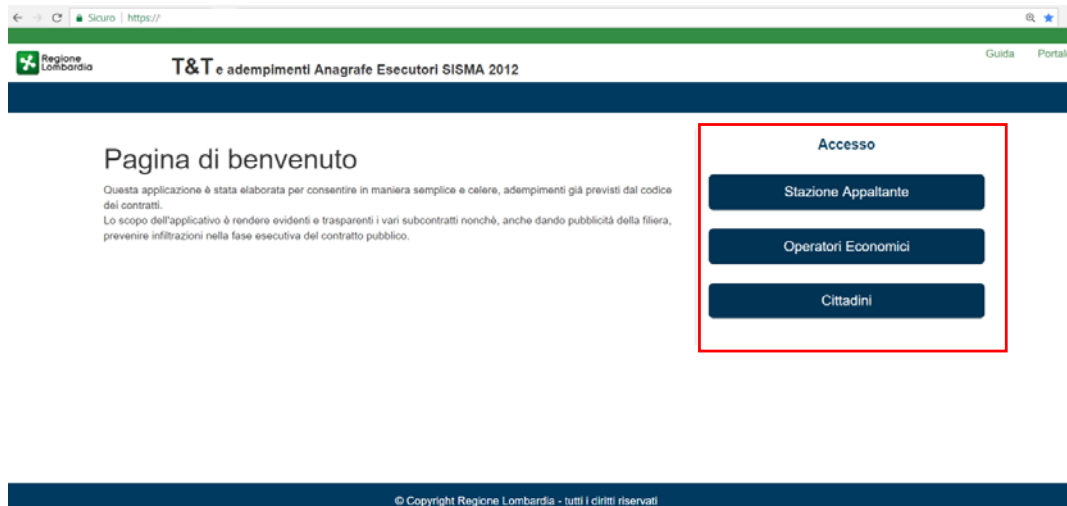 Sicuro | https://
Regione
Lombardia
T&T e adempimenti Anagrafe Esecutori SISMA 2012
Guida Portale
Pagina di benvenuto
Questa applicazione è stata elaborata per consentire in maniera semplice e celere, adempimenti già previsti dal codice
dei contratti.
Lo scopo dell'applicativo è rendere evidenti e trasparenti i vari subcontratti nonchè, anche dando pubblicità della filiera,
prevenire infiltrazioni nella fase esecutiva del contratto pubblico.
Accesso
Stazione Appaltante
Operatori Economici
Cittadini
© Copyright Regione Lombardia - tutti i diritti riservati